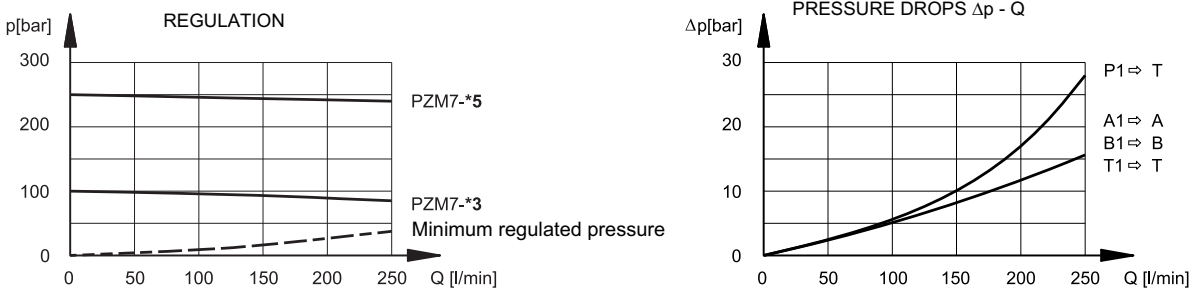 REGULATION
p[bar]
300
200
100
0
0 50 100 150 200 250 Q [l/min]
PZM7-*5
PZM7-*3
Minimum regulated pressure
PRESSURE DROPS Δp - Q
Δp[bar]
30
20
10
0
0 50 100 150 200 250 Q [l/min]
P1⇨ T
A1⇨ A
B1⇨ B
T1⇨ T